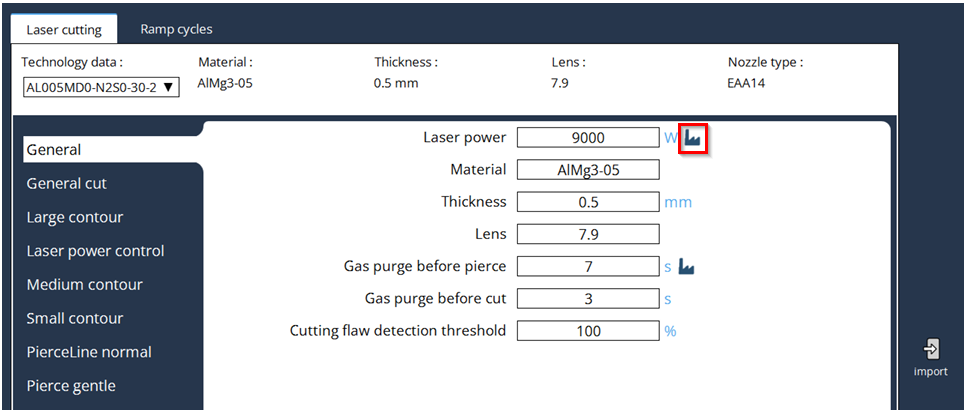 Laser cutting Ramp cycles
Technology data : Material : Thickness : Lens : Nozzle type :
AL005MD0-N2S0-30-2 AlMg3-05 0.5 mm 7.9 EAA14
General
General cut
Large contour
Laser power control
Medium contour
Small contour
PierceLine normal
Pierce gentle
Laser power 9000 W
Material AlMg3-05
Thickness 0.5 mm
Lens 7.9
Gas purge before pierce 7 s
Gas purge before cut 3 s
Cutting flaw detection threshold 100 %
import